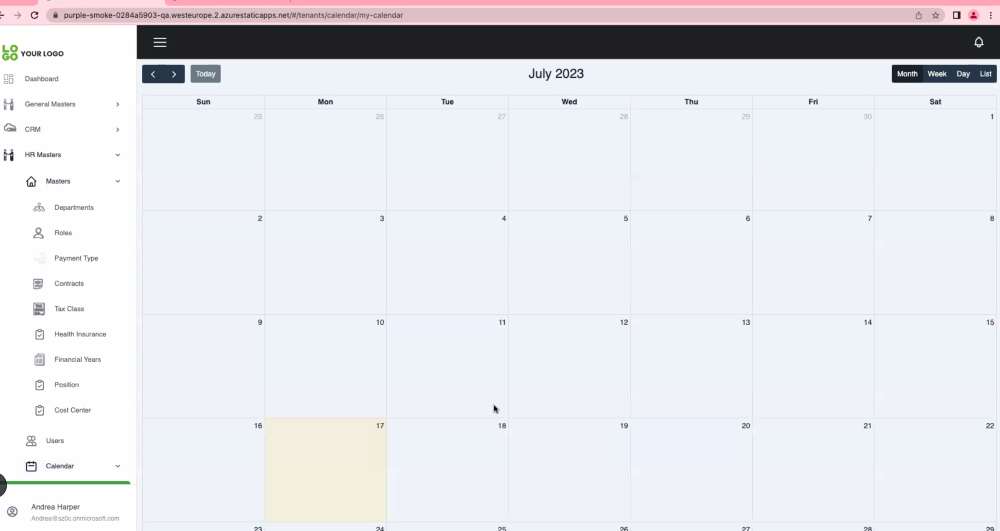 purple-smoke-0284a5903-qa.westeurope.2.azurestaticapps.net/#/tenants/calendar/my-calendar
LOGO YOUR LOGO
Dashboard
General Masters
CRM
HR Masters
Masters
Departments
Roles
Payment Type
Contracts
Tax Class
Health Insurance
Financial Years
Position
Cost Center
Users
Calendar
Andrea Harper
Andrea@sz0c.onmicrosoft.com
Today
July 2023
Month Week Day List
Sun Mon Tue Wed Thu Fri Sat
25 26 27 28 29 30 1
2 3 4 5 6 7 8
9 10 11 12 13 14 15
16 17 18 19 20 21 22
23 24 25 26 27 28 29